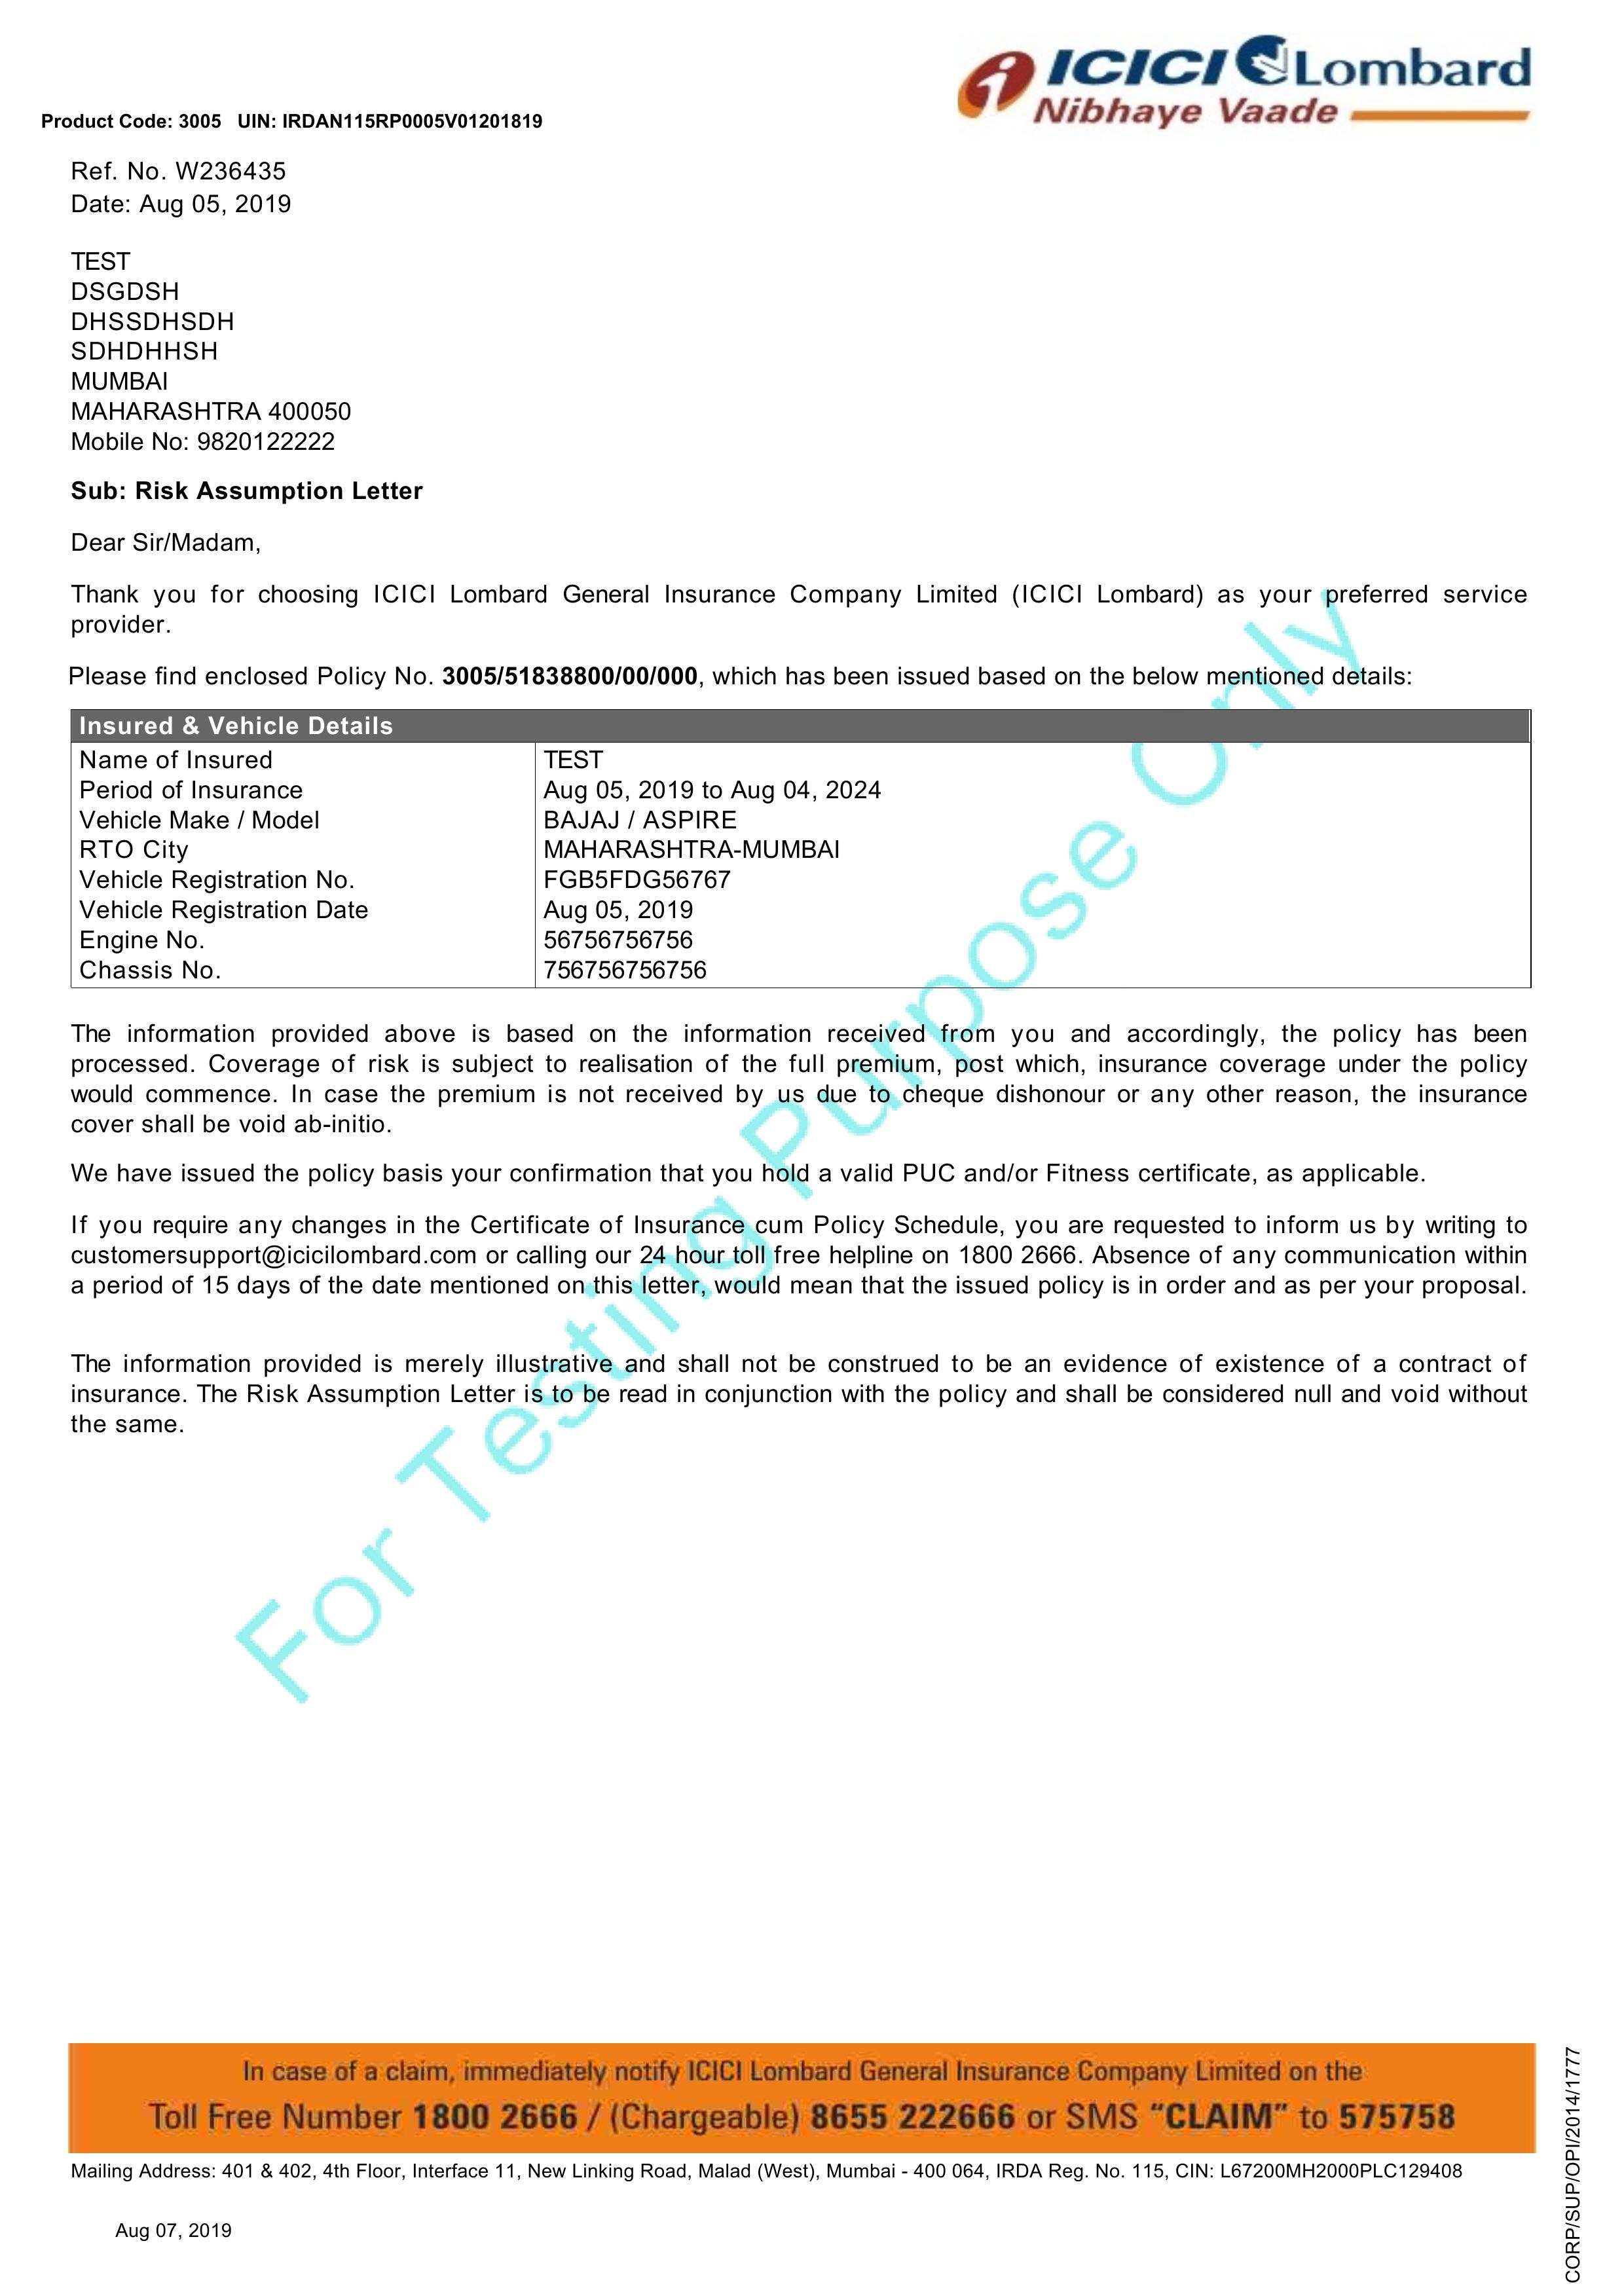 ICICI Lombard
Nibhaye Vaade
Product Code: 3005 UIN: IRDAN115RP0005V01201819
Ref. No. W236435
Date: Aug 05, 2019
TEST
DSGDSH
DHSSDHSDH
SDHDHHSH
MUMBAI
MAHARASHTRA 400050
Mobile No: 9820122222
Sub: Risk Assumption Letter
Dear Sir/Madam,
Thank you for choosing ICICI Lombard General Insurance Company Limited (ICICI Lombard) as your preferred service
provider.
Please find enclosed Policy No. 3005/51838800/00/000, which has been issued based on the below mentioned details:
Insured & Vehicle Details
Name of Insured TEST
Period of Insurance Aug 05, 2019 to Aug 04, 2024
Vehicle Make / Model BAJAJ / ASPIRE
RTO City MAHARASHTRA-MUMBAI
Vehicle Registration No. FGB5FDG56767
Vehicle Registration Date Aug 05, 2019
Engine No. 56756756756
Chassis No. 756756756756
The information provided above is based on the information received from you and accordingly, the policy has been
processed. Coverage of risk is subject to realisation of the full premium, post which, insurance coverage under the policy
would commence. In case the premium is not received by us due to cheque dishonour or any other reason, the insurance
cover shall be void ab-initio.
We have issued the policy basis your confirmation that you hold a valid PUC and/or Fitness certificate, as applicable.
If you require any changes in the Certificate of Insurance cum Policy Schedule, you are requested to inform us by writing to
customersupport@icicilombard.com or calling our 24 hour toll free helpline on 1800 2666. Absence of any communication within
a period of 15 days of the date mentioned on this letter, would mean that the issued policy is in order and as per your proposal.
The information provided is merely illustrative and shall not be construed to be an evidence of existence of a contract of
insurance. The Risk Assumption Letter is to be read in conjunction with the policy and shall be considered null and void without
the same.
For Testing Purpose Only
In case of a claim, immediately notify ICICI Lombard General Insurance Company Limited on the
Toll Free Number 1800 2666 / (Chargeable) 8655 222666 or SMS “CLAIM” to 575758
Mailing Address: 401 & 402, 4th Floor, Interface 11, New Linking Road, Malad (West), Mumbai - 400 064, IRDA Reg. No. 115, CIN: L67200MH2000PLC129408
Aug 07, 2019
CORP/SUP/OPI/2014/1777